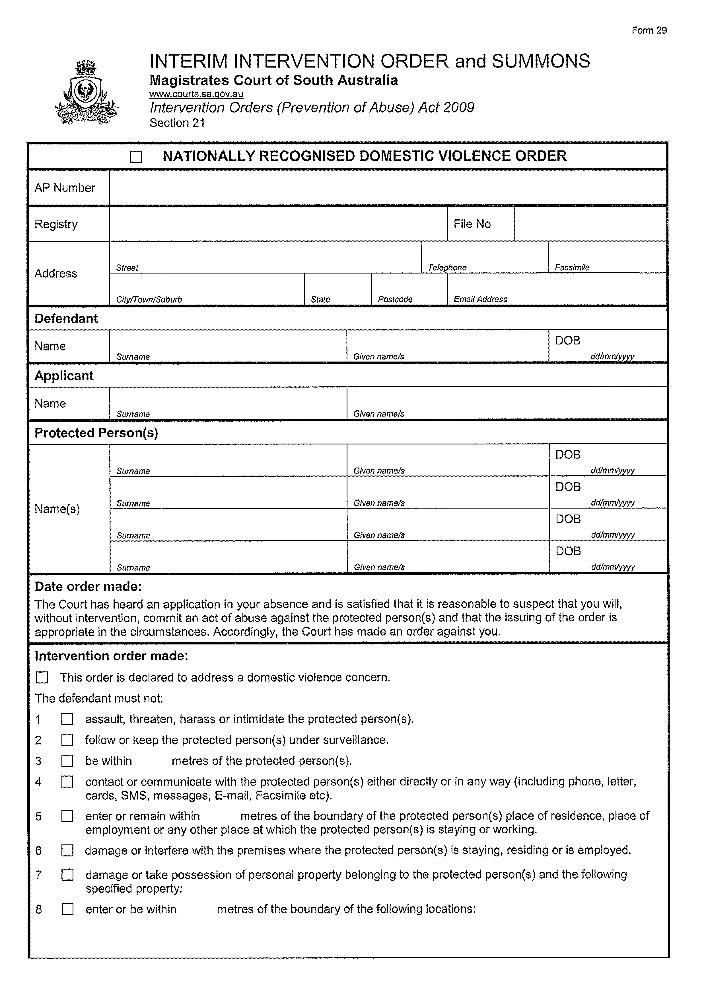 Form 29
INTERIM INTERVENTION ORDER and SUMMONS
Magistrates Court of South Australia
www.courts.sa.gov.au
Intervention Orders (Prevention of Abuse) Act 2009
Section 21
SOUTH AUSTRALIA
☐ NATIONALLY RECOGNISED DOMESTIC VIOLENCE ORDER
AP Number
Registry File No
Address
Street Telephone Facsimile
City/Town/Suburb State Postcode Email Address
Defendant
Name
Surname Given name/s DOB dd/mm/yyyy
Applicant
Name
Surname Given name/s
Protected Person(s)
Name(s)
Surname Given name/s DOB dd/mm/yyyy
Surname Given name/s DOB dd/mm/yyyy
Surname Given name/s DOB dd/mm/yyyy
Surname Given name/s DOB dd/mm/yyyy
Date order made:
The Court has heard an application in your absence and is satisfied that it is reasonable to suspect that you will,
without intervention, commit an act of abuse against the protected person(s) and that the issuing of the order is
appropriate in the circumstances. Accordingly, the Court has made an order against you.
Intervention order made:
☐ This order is declared to address a domestic violence concern.
The defendant must not:
1 ☐ assault, threaten, harass or intimidate the protected person(s).
2 ☐ follow or keep the protected person(s) under surveillance.
3 ☐ be within metres of the protected person(s).
4 ☐ contact or communicate with the protected person(s) either directly or in any way (including phone, letter,
cards, SMS, messages, E-mail, Facsimile etc).
5 ☐ enter or remain within metres of the boundary of the protected person(s) place of residence, place of
employment or any other place at which the protected person(s) is staying or working.
6 ☐ damage or interfere with the premises where the protected person(s) is staying, residing or is employed.
7 ☐ damage or take possession of personal property belonging to the protected person(s) and the following
specified property:
8 ☐ enter or be within metres of the boundary of the following locations: